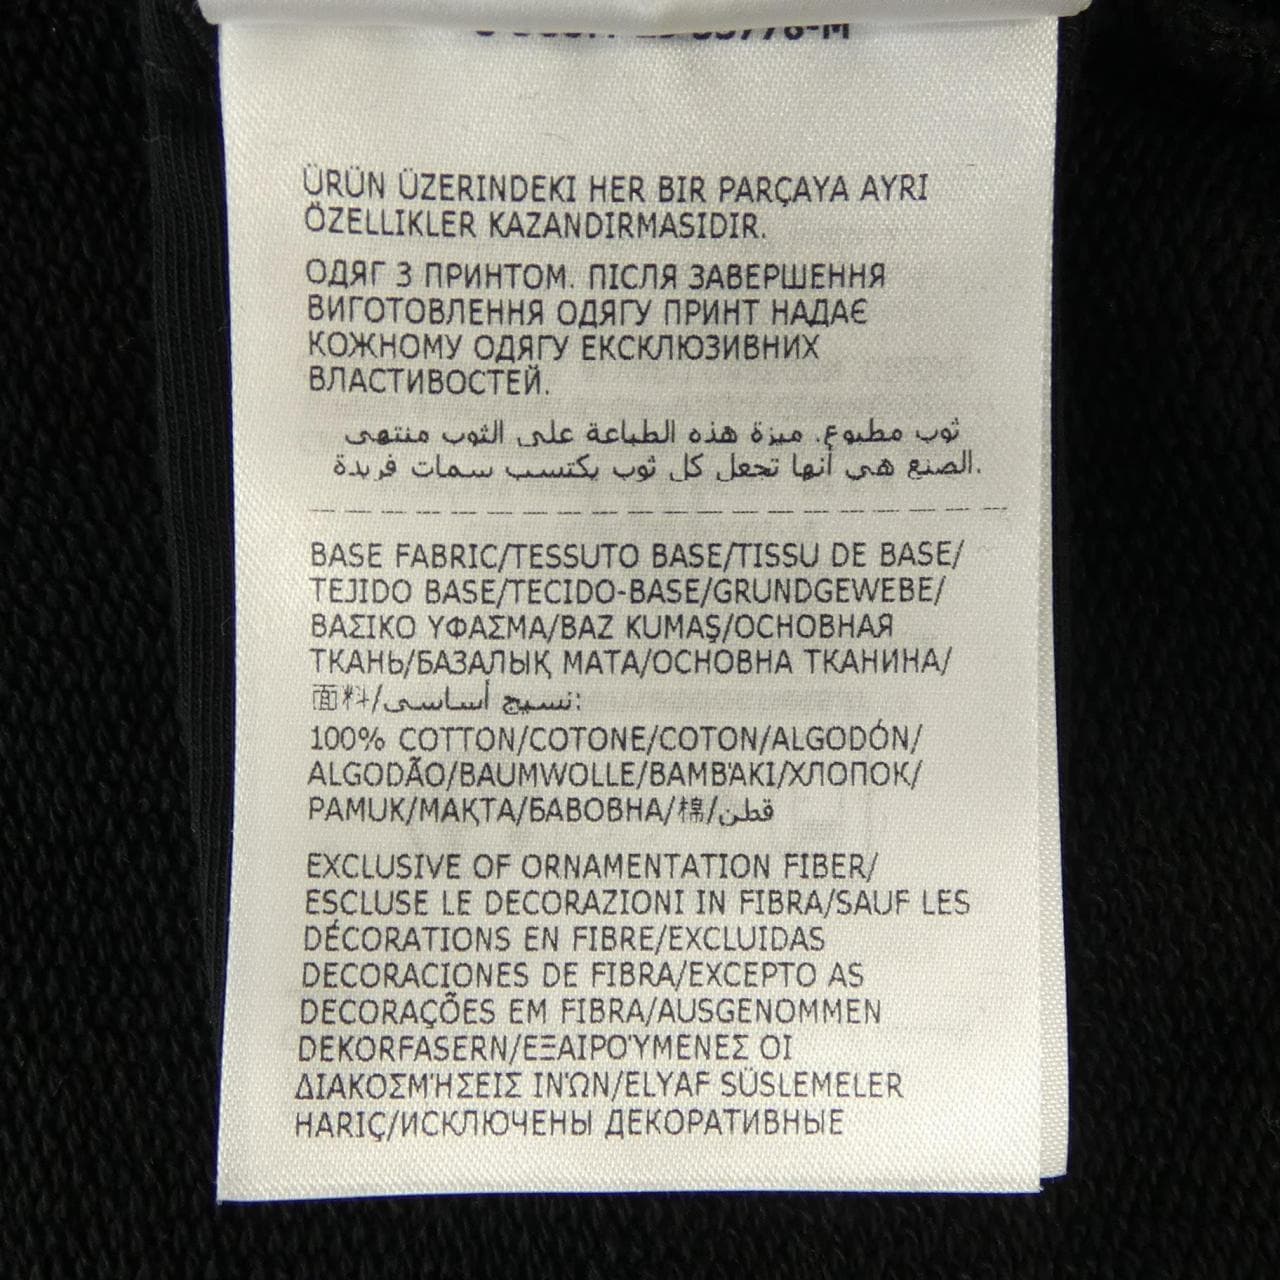 ÜRÜN ÜZERINDEKI HER BIR PARÇAYA AYRI
ÖZELLIKLER KAZANDIRMASIDIR.
ОДЯГ З ПРИНТОМ. ПІСЛЯ ЗАВЕРШЕННЯ
ВИГОТОВЛЕННЯ ОДЯГУ ПРИНТ НАДАЄ
КОЖНОМУ ОДЯГУ ЕКСКЛЮЗИВНИХ
ВЛАСТИВОСТЕЙ.
ثوب مطبوع. ميزة هذه الطباعة على الثوب منتهى
الصنع هي أنها تجعل كل ثوب يكتسب سمات فريدة.
BASE FABRIC/TESSUTO BASE/TISSU DE BASE/
TEJIDO BASE/TECIDO-BASE/GRUNDGEWEBE/
ΒΑΣΙΚΟ ΥΦΑΣΜΑ/BAZ KUMAŞ/ОСНОВНАЯ
ТКАНЬ/БАЗАЛЫҚ МАТА/ОСНОВНА ТКАНИНА/
面料/نسيج أساسى:
100% COTTON/COTONE/COTON/ALGODÓN/
ALGODÃO/BAUMWOLLE/ΒΑΜΒΆΚΙ/ХЛОПОК/
PAMUK/МАҚТА/БАВОВНА/棉/قطن
EXCLUSIVE OF ORNAMENTATION FIBER/
ESCLUSE LE DECORAZIONI IN FIBRA/SAUF LES
DÉCORATIONS EN FIBRE/EXCLUIDAS
DECORACIONES DE FIBRA/EXCEPTO AS
DECORAÇÕES EM FIBRA/AUSGENOMMEN
DEKORFASERN/ΕΞΑΙΡΟΎΜΕΝΕΣ ΟΙ
ΔΙΑΚΟΣΜΉΣΕΙΣ ΙΝΏΝ/ELYAF SÜSLEMELER
HARIÇ/ИСКЛЮЧЕНЫ ДЕКОРАТИВНЫЕ